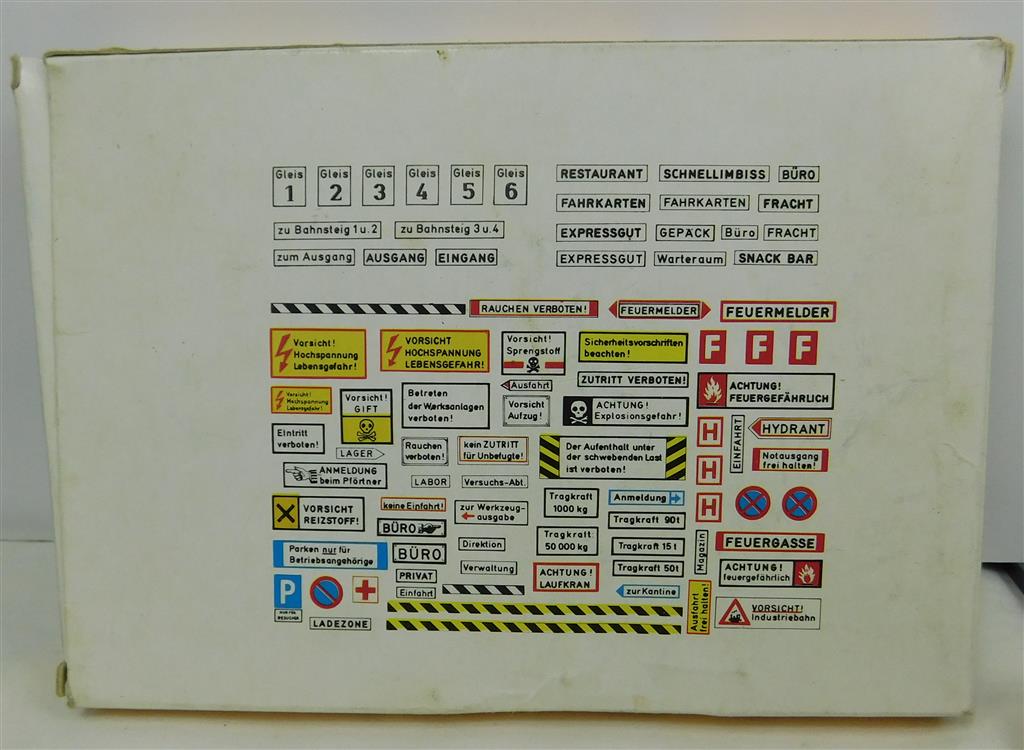 Gleis Gleis Gleis Gleis Gleis Gleis
1 2 3 4 5 6
zu Bahnsteig 1 u. 2 zu Bahnsteig 3 u. 4
zum Ausgang AUSGANG EINGANG
RESTAURANT SCHNELLIMBISS BÜRO
FAHRKARTEN FAHRKARTEN FRACHT
EXPRESSGUT GEPÄCK Büro FRACHT
EXPRESSGUT Warteraum SNACK BAR
RAUCHEN VERBOTEN! FEUERMELDER FEUERMELDER
Vorsicht!
Hochspannung
Lebensgefahr!
VORSICHT
HOCHSPANNUNG
LEBENSGEFAHR!
Vorsicht!
Sprengstoff
Sicherheitsvorschriften
beachten!
F F F
Vorsicht!
Hochspannung
Lebensgefahr!
Vorsicht!
GIFT
Betreten
der Werksanlagen
verboten!
Ausfahrt
Vorsicht
Aufzug!
ZUTRITT VERBOTEN!
ACHTUNG!
Explosionsgefahr!
ACHTUNG!
FEUERGEFÄHRLICH
Eintritt
verboten!
LAGER
Rauchen
verboten!
kein ZUTRITT
für Unbefugte!
Der Aufenthalt unter
der schwebenden Last
ist verboten!
H
EINFAHRT
HYDRANT
Notausgang
frei halten!
ANMELDUNG
beim Pförtner
LABOR
Versuchs-Abt.
H
VORSICHT
REIZSTOFF!
keine Einfahrt!
BÜRO
zur Werkzeug-
ausgabe
Tragkraft
1000 kg
Anmeldung
Tragkraft 90t
H
Parken nur für
Betriebsangehörige
BÜRO
Direktion
Tragkraft:
50 000 kg
Tragkraft 15 t
Magazin
FEUERGASSE
PRIVAT
Verwaltung
ACHTUNG!
LAUFKRAN
Tragkraft 50t
ACHTUNG!
feuergefährlich
P
NUR FÜR
BESUCHER
Einfahrt
zur Kantine
Ausfahrt
frei halten!
VORSICHT!
Industriebahn
LADEZONE